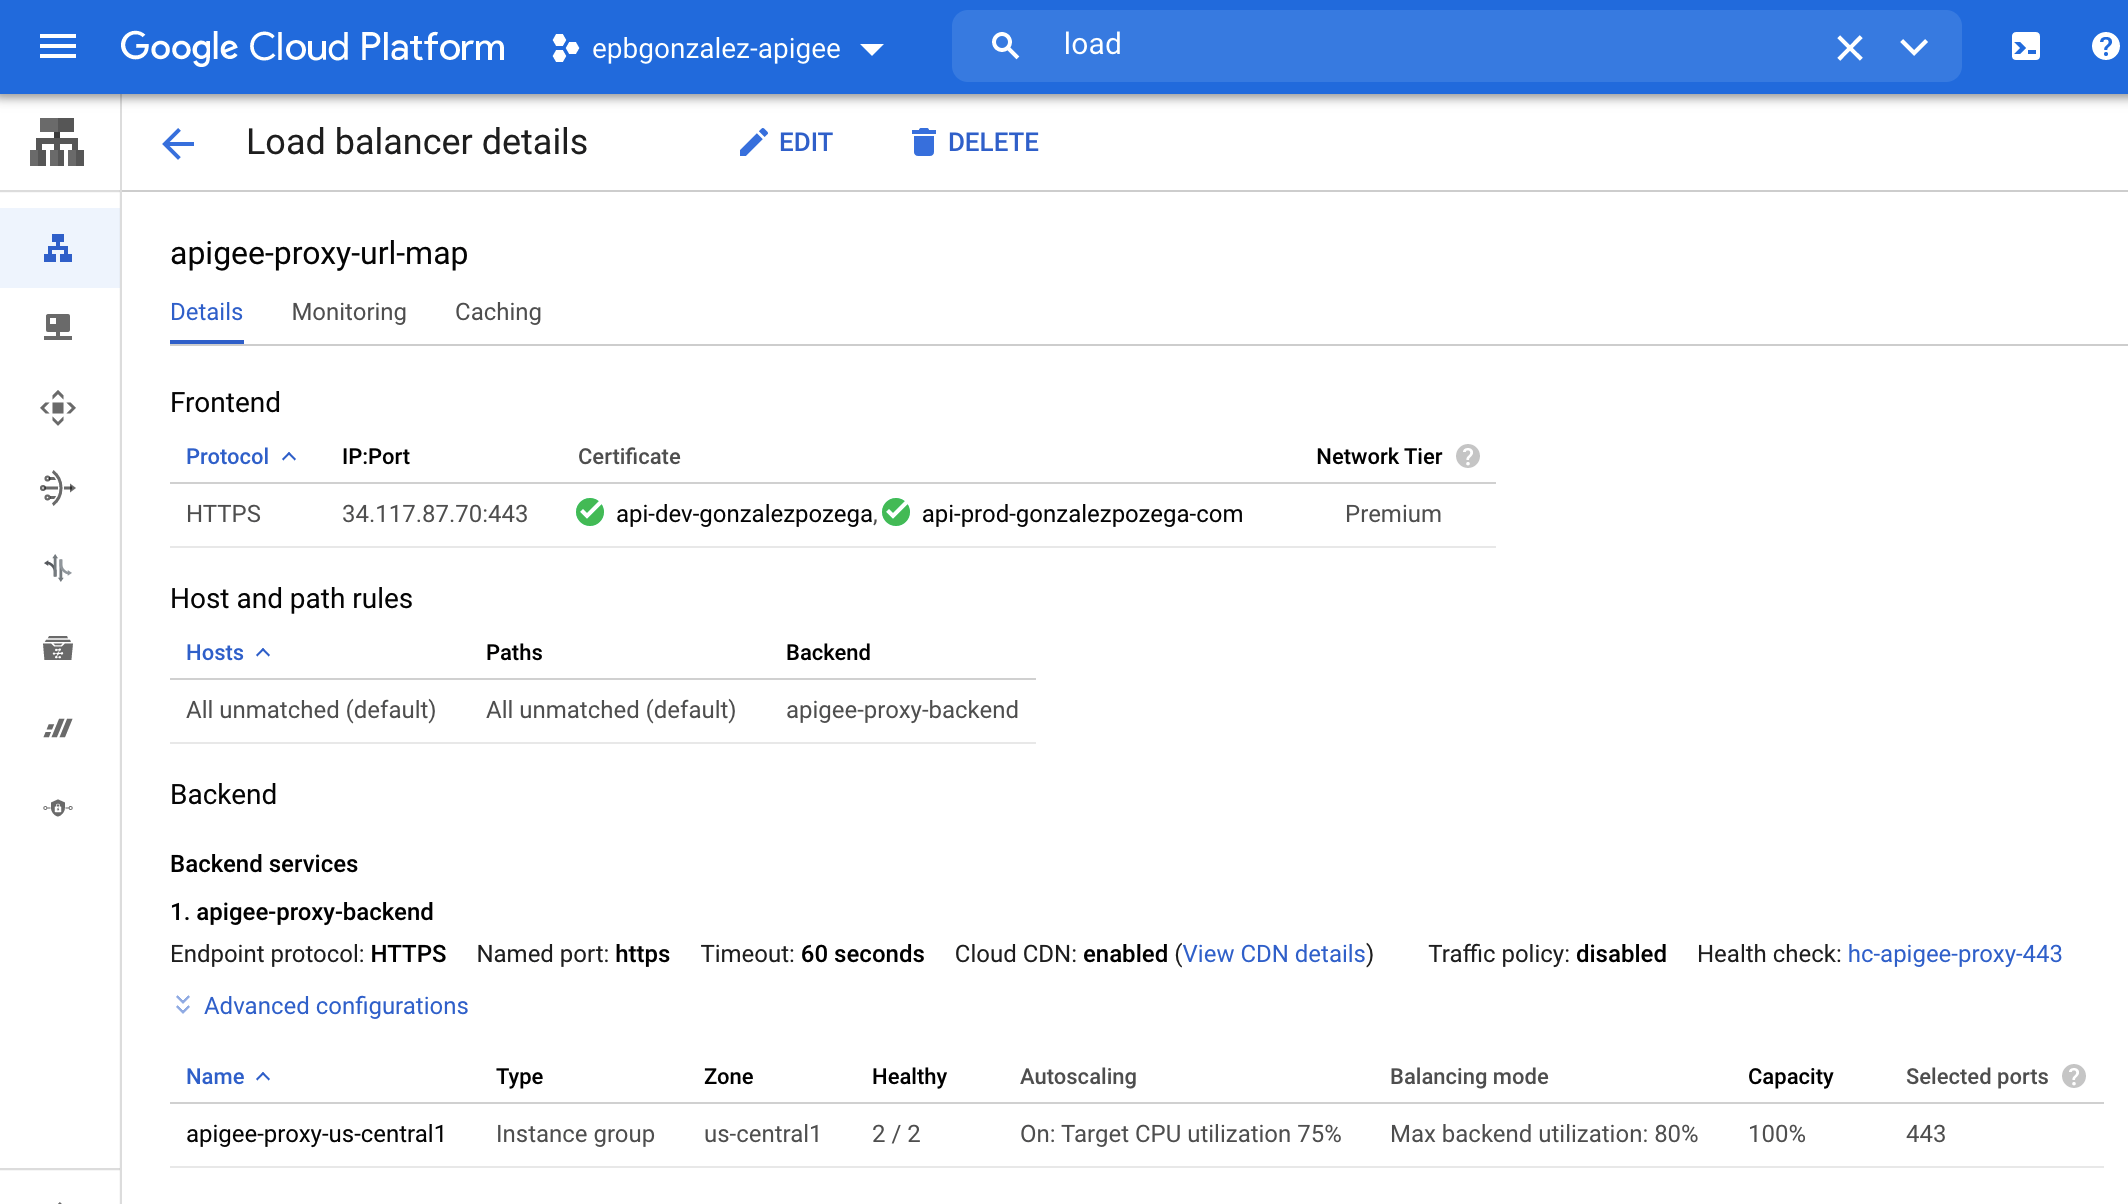 Google Cloud Platform epbgonzalez-apigee load
Load balancer details EDIT DELETE
apigee-proxy-url-map
Details Monitoring Caching
Frontend
Protocol IP:Port Certificate Network Tier ?
HTTPS 34.117.87.70:443 api-dev-gonzalezpozega, api-prod-gonzalezpozega-com Premium
Host and path rules
Hosts Paths Backend
All unmatched (default) All unmatched (default) apigee-proxy-backend
Backend
Backend services
1. apigee-proxy-backend
Endpoint protocol: HTTPS Named port: https Timeout: 60 seconds Cloud CDN: enabled (View CDN details) Traffic policy: disabled Health check: hc-apigee-proxy-443
Advanced configurations
Name Type Zone Healthy Autoscaling Balancing mode Capacity Selected ports ?
apigee-proxy-us-central1 Instance group us-central1 2 / 2 On: Target CPU utilization 75% Max backend utilization: 80% 100% 443